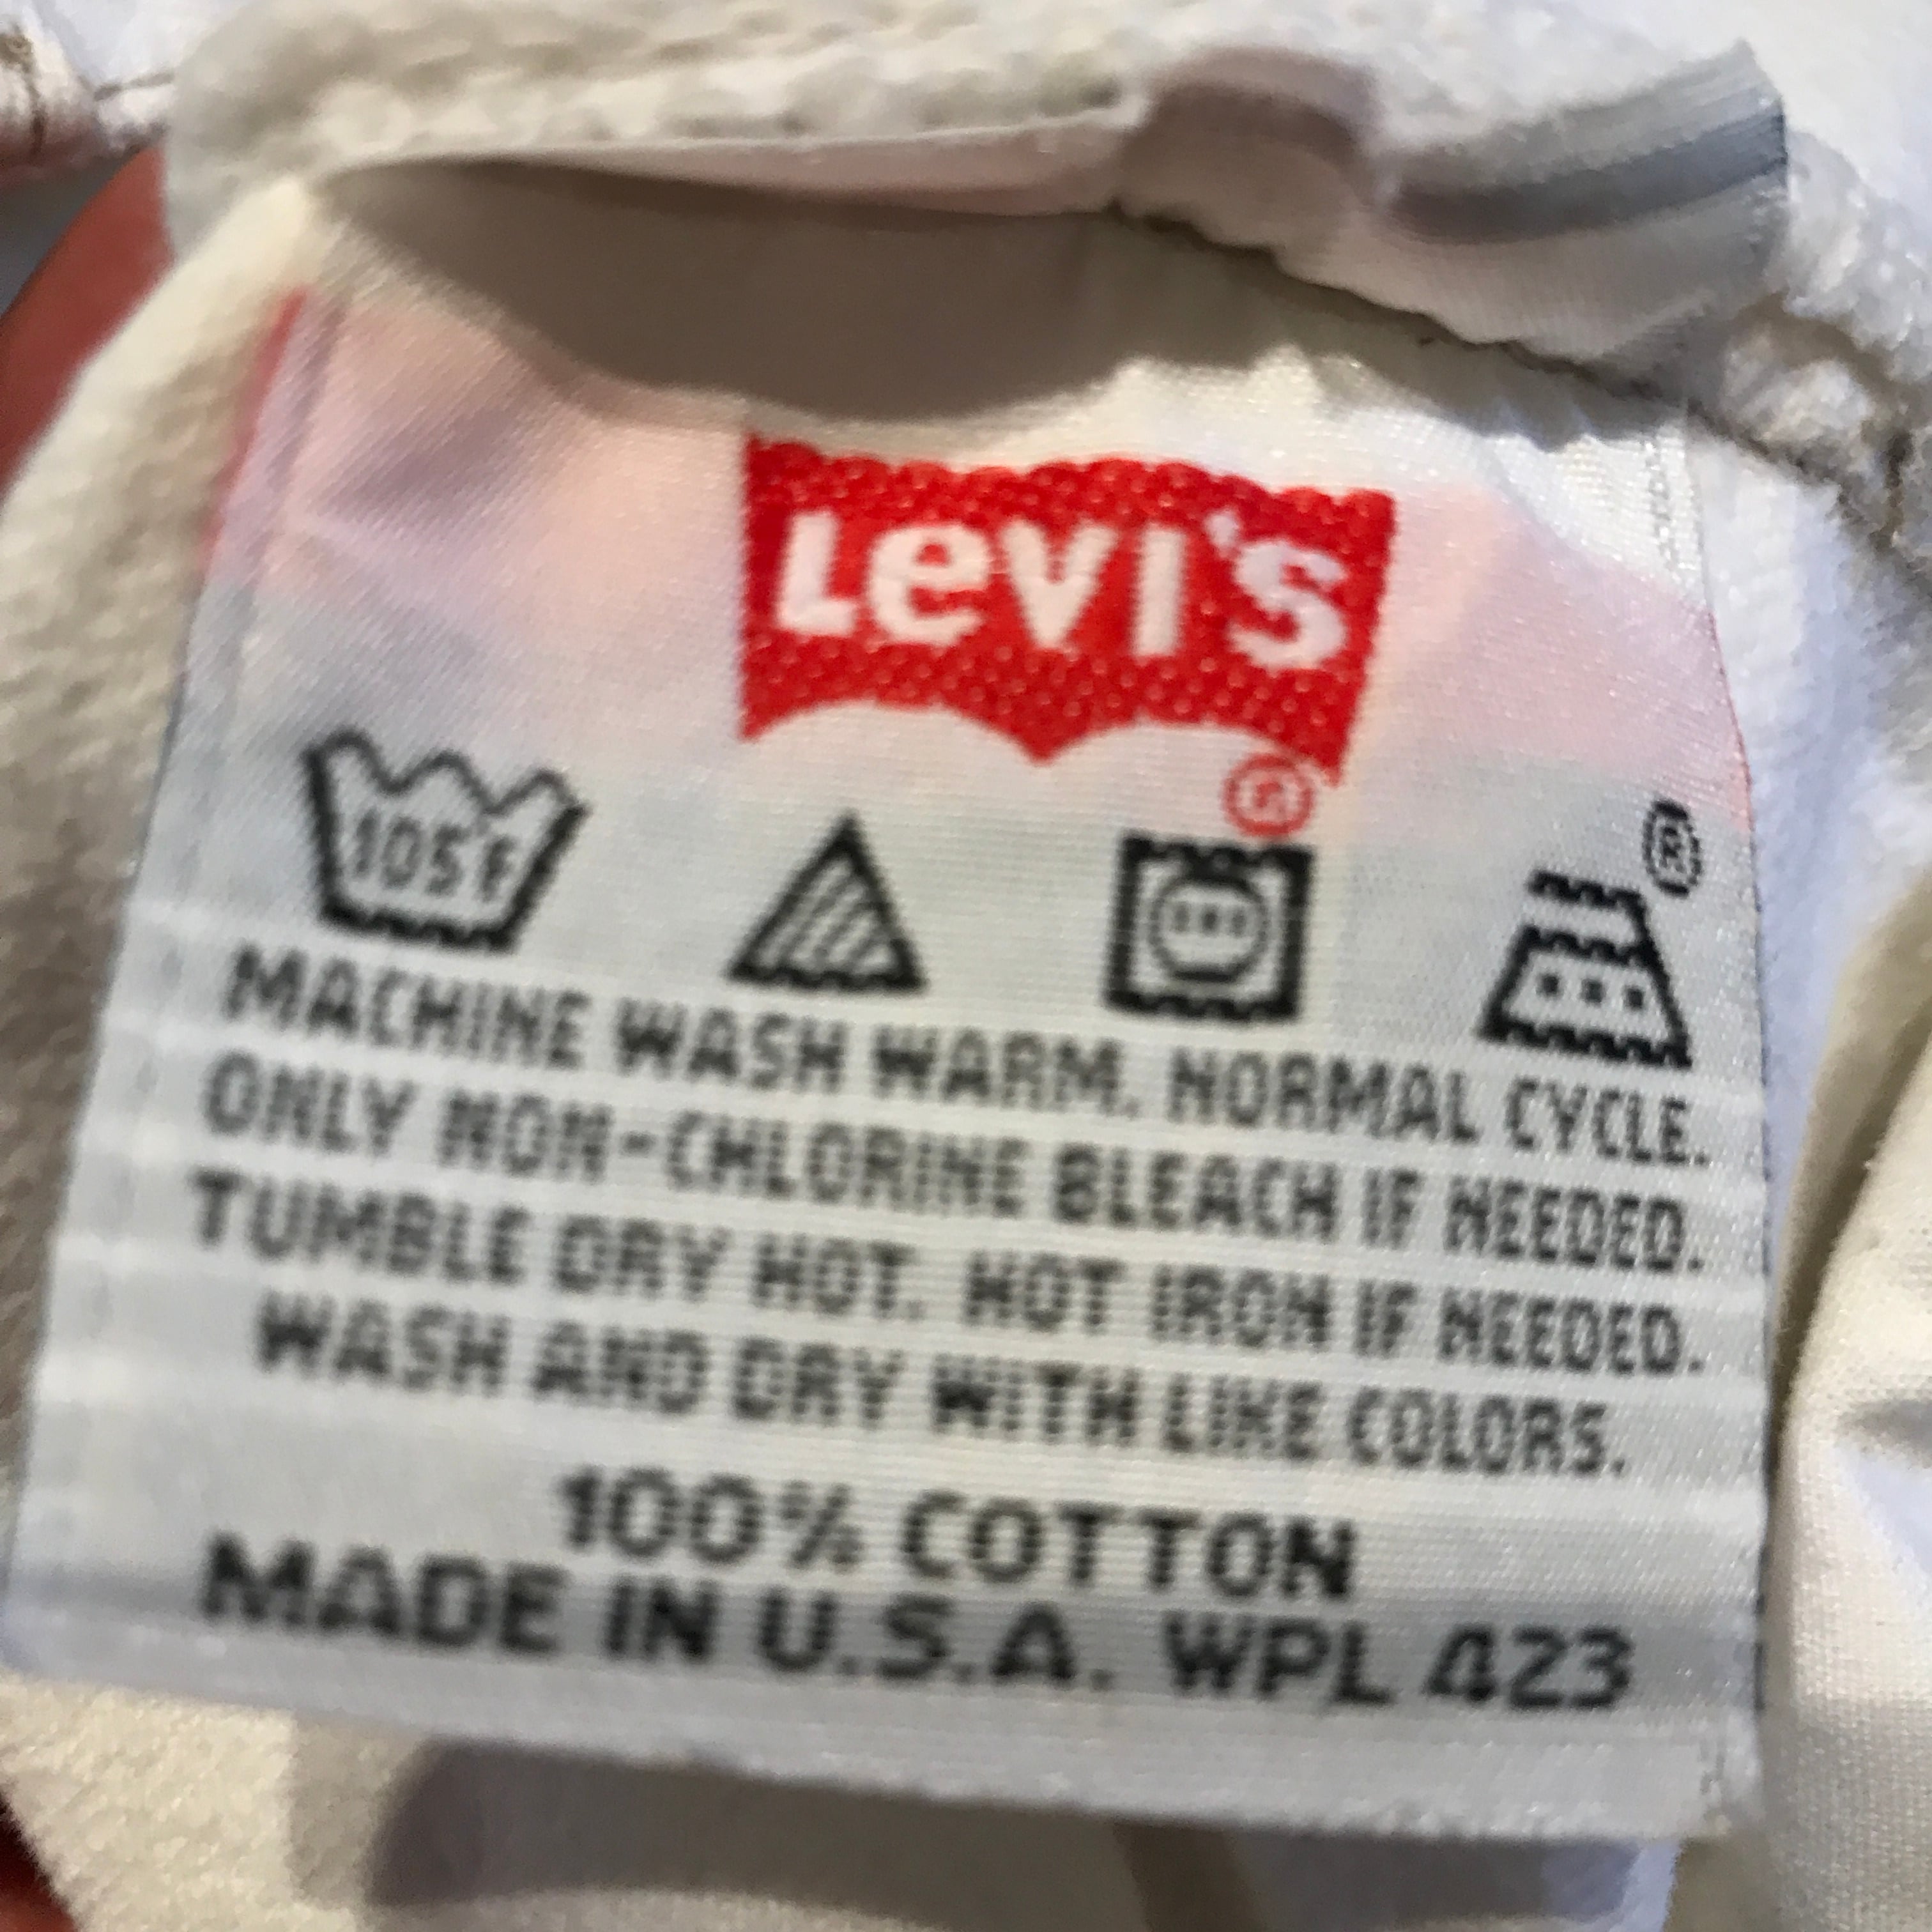 LEVI'S
®
105°F
®
MACHINE WASH WARM. NORMAL CYCLE.
ONLY NON-CHLORINE BLEACH IF NEEDED.
TUMBLE DRY HOT. HOT IRON IF NEEDED.
WASH AND DRY WITH LIKE COLORS.
100% COTTON
MADE IN U.S.A. WPL 423